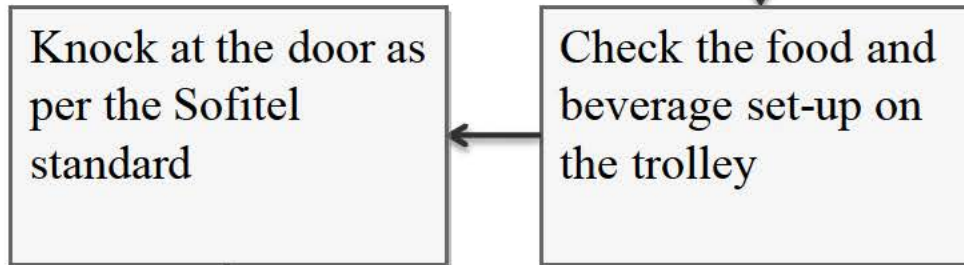 Knock at the door as
per the Sofitel
standard
Check the food and
beverage set-up on
the trolley